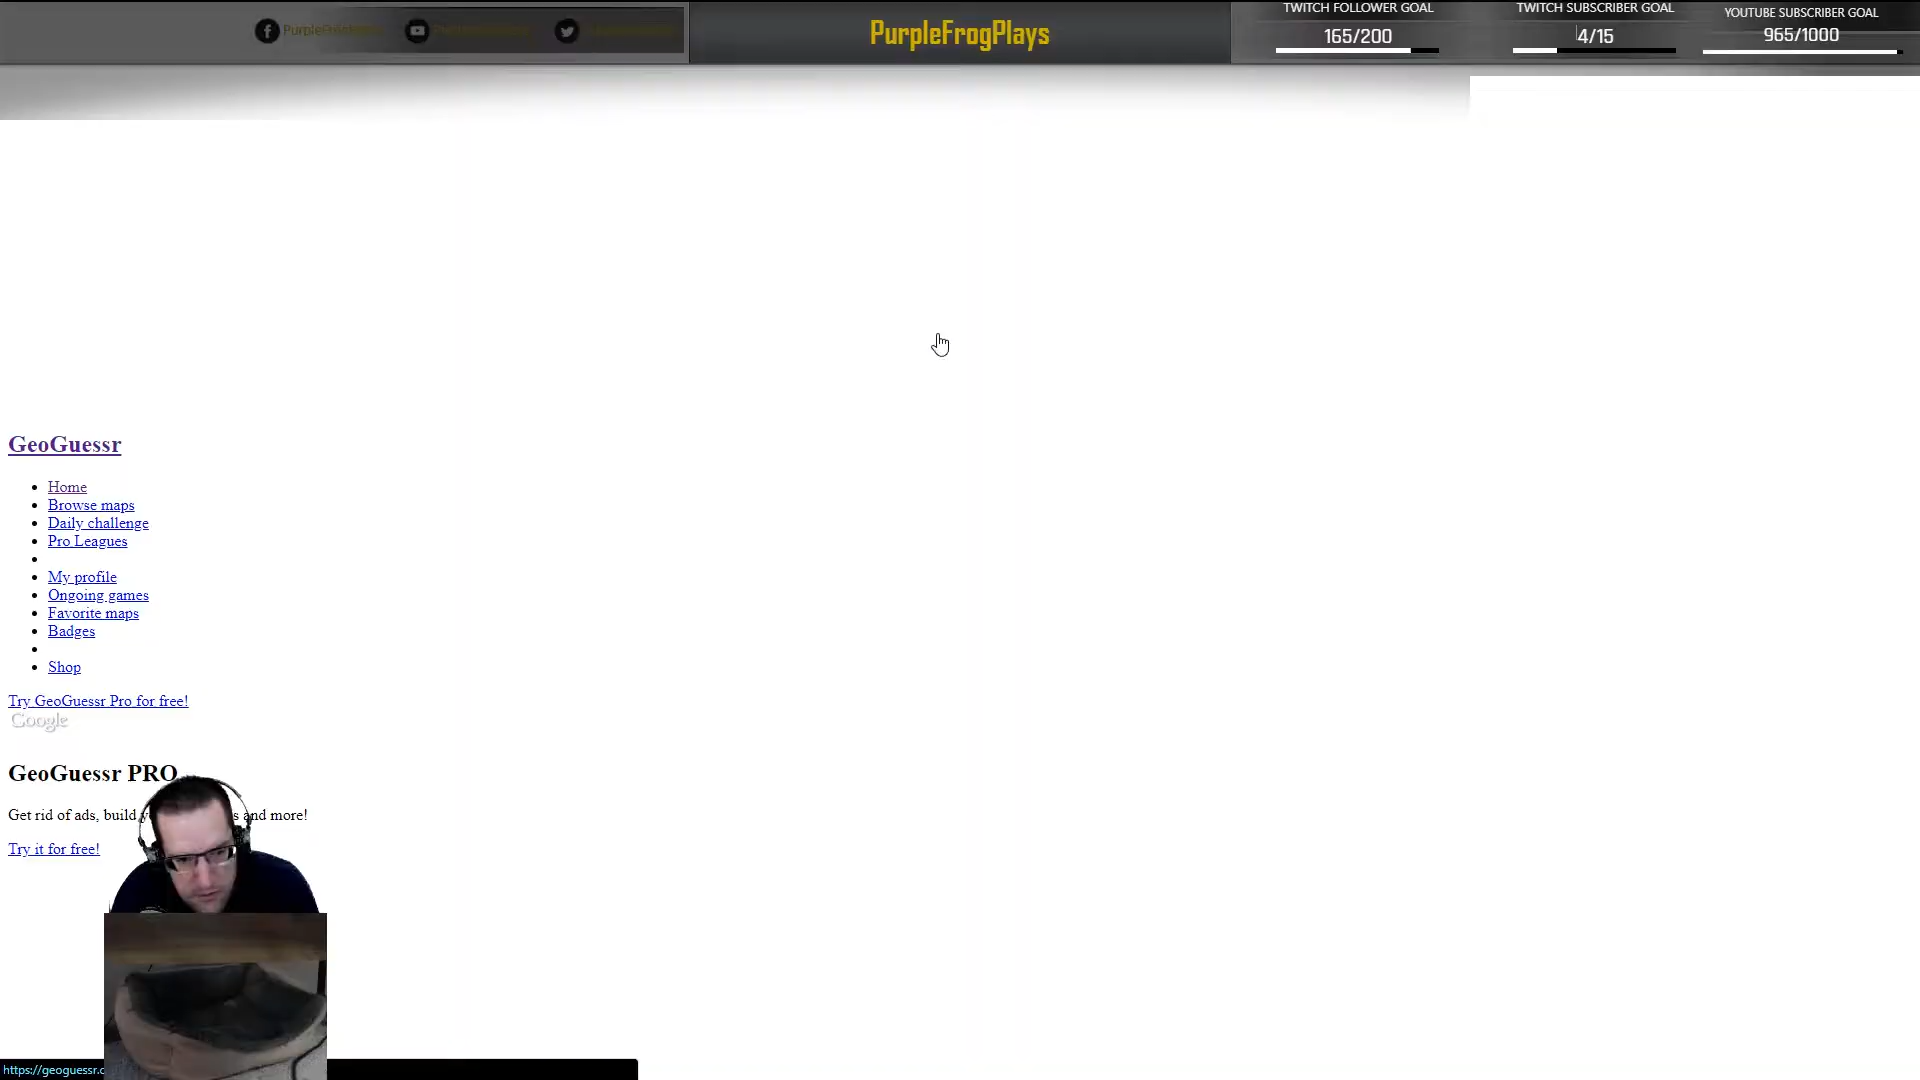 PurpleFrogPlays
TWITCH FOLLOWER GOAL
165/200
TWITCH SUBSCRIBER GOAL
4/15
YOUTUBE SUBSCRIBER GOAL
965/1000
GeoGuessr
Home
Browse maps
Daily challenge
Pro Leagues
My profile
Ongoing games
Favorite maps
Badges
Shop
Try GeoGuessr Pro for free!
Google
GeoGuessr PRO
Get rid of ads, build and more!
Try it for free!
https://geoguessr.c